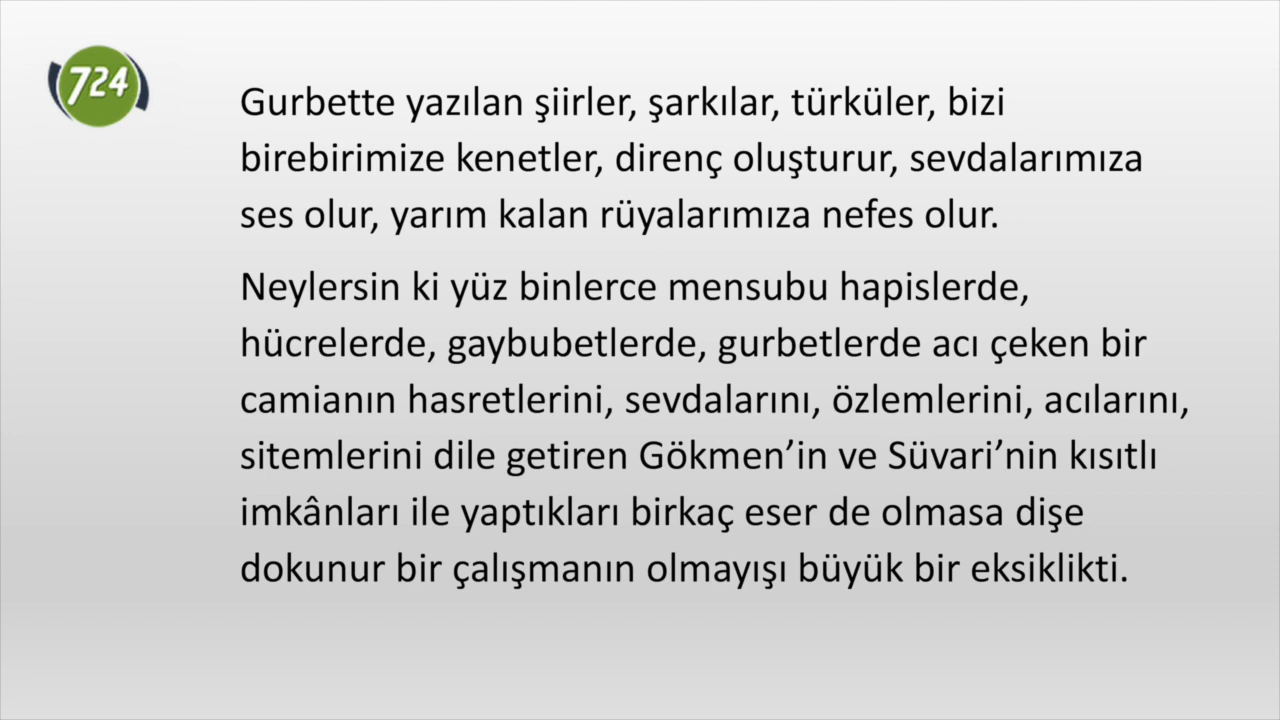 724
Gurbette yazılan şiirler, şarkılar, türküler, bizi
birebirimize kenetler, direnç oluşturur, sevdalarımıza
ses olur, yarım kalan rüyalarımıza nefes olur.
Neylersin ki yüz binlerce mensubu hapislerde,
hücrelerde, gaybubetlerde, gurbetlerde acı çeken bir
camianın hasretlerini, sevdalarını, özlemlerini, acılarını,
sitemlerini dile getiren Gökmen’in ve Süvari’nin kısıtlı
imkânları ile yaptıkları birkaç eser de olmasa dişe
dokunur bir çalışmanın olmayışı büyük bir eksiklikti.